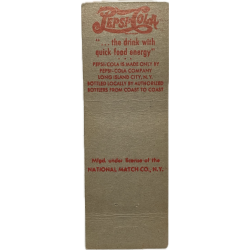 PEPSI-COLA
"...the drink with
quick food energy"
PEPSI-COLA IS MADE ONLY BY
PEPSI-COLA COMPANY
LONG ISLAND CITY, N.Y.
BOTTLED LOCALLY BY AUTHORIZED
BOTTLERS FROM COAST TO COAST
Mfgd. under license of the
NATIONAL MATCH CO., N.Y.